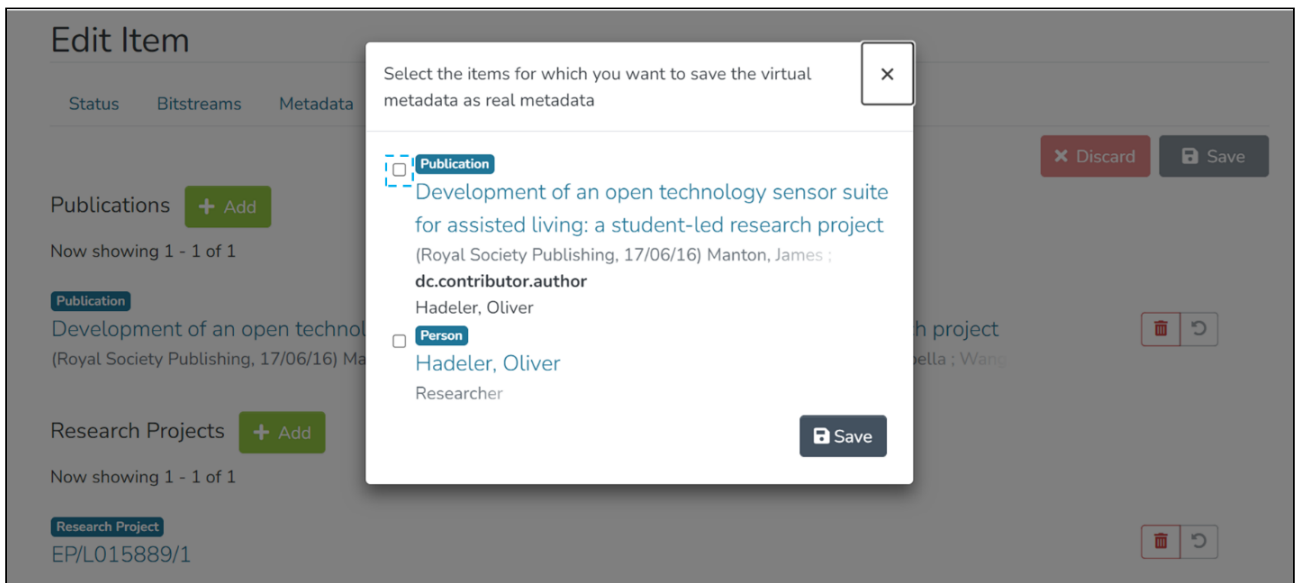 Edit Item
Status Bitstreams Metadata
Discard Save
Publications + Add
Now showing 1 - 1 of 1
Publication
Development of an open technol
h project
(Royal Society Publishing, 17/06/16) Ma
ella ; Wang
Research Projects + Add
Now showing 1 - 1 of 1
Research Project
EP/L015889/1
Select the items for which you want to save the virtual
metadata as real metadata
Publication
Development of an open technology sensor suite
for assisted living: a student-led research project
(Royal Society Publishing, 17/06/16) Manton, James ;
dc.contributor.author
Hadeler, Oliver
Person
Hadeler, Oliver
Researcher
Save